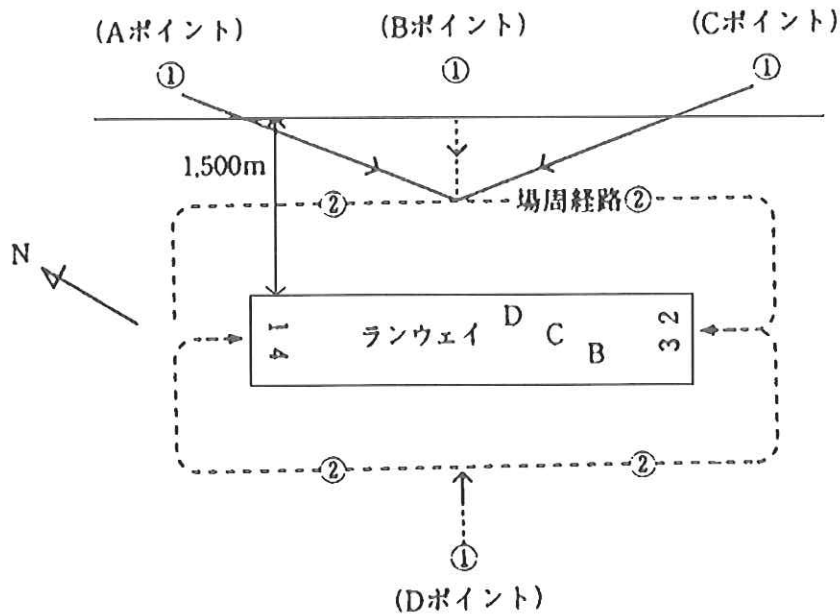 (Aポイント) (Bポイント) (Cポイント)
① ① ①
1,500m
② 場周経路②
N
14 ランウェイ D C B 32
② ②
①
(Dポイント)